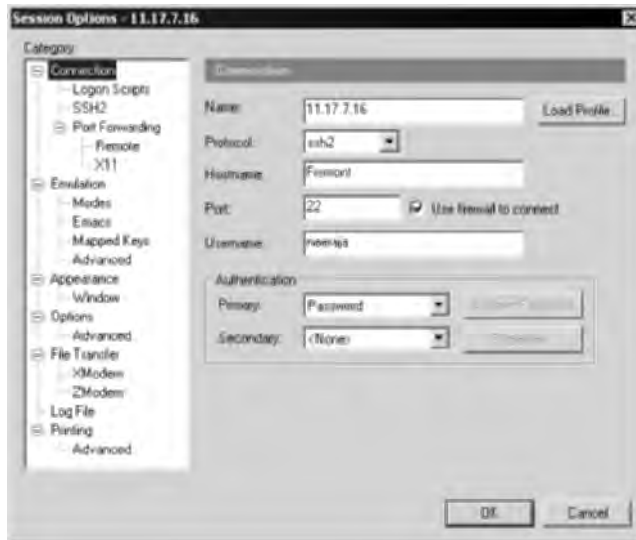 Session Options - 11.17.7.16
Category
Connection
Logon Scripts
SSH2
Port Forwarding
Remote
X11
Emulation
Modes
Emacs
Mapped Keys
Advanced
Appearance
Window
Options
Advanced
File Transfer
XModem
ZModem
Log File
Printing
Advanced
Connection
Name: 11.17.7.16 Load Profile...
Protocol: ssh2
Hostname: Fremont
Port: 22 Use firewall to connect
Username:
Authentication
Primary: Password
Secondary: <None>
OK Cancel